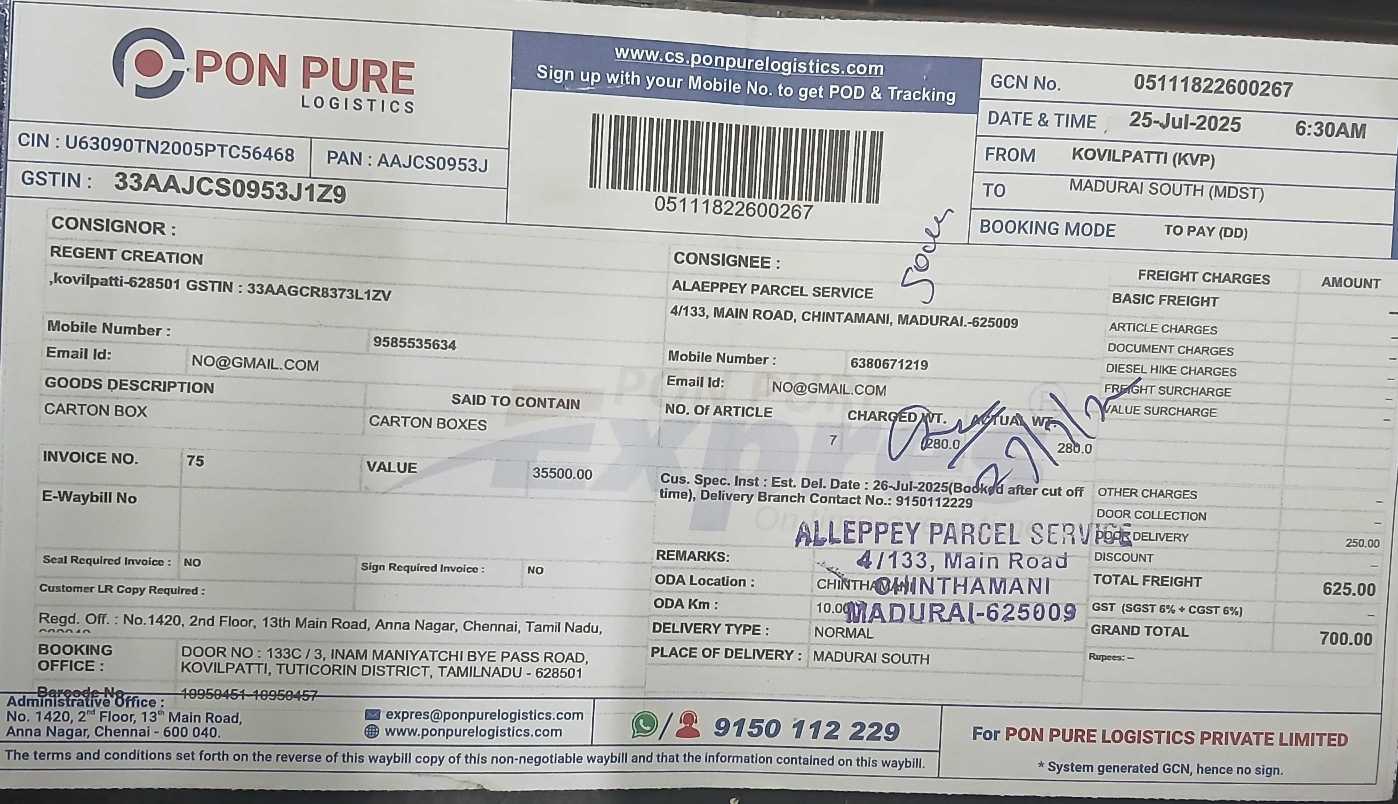 PON PURE
LOGISTICS
www.cs.ponpurelogistics.com
Sign up with your Mobile No. to get POD & Tracking
GCN No. 05111822600267
DATE & TIME 25-Jul-2025 6:30AM
FROM KOVILPATTI (KVP)
TO MADURAI SOUTH (MDST)
BOOKING MODE TO PAY (DD)
CIN : U63090TN2005PTC56468 PAN : AAJCS0953J
GSTIN : 33AAJCS0953J1Z9
05111822600267
CONSIGNOR :
REGENT CREATION
,kovilpatti-628501 GSTIN : 33AAGCR8373L1ZV
Mobile Number : 9585535634
Email Id: NO@GMAIL.COM
GOODS DESCRIPTION SAID TO CONTAIN
CARTON BOX CARTON BOXES
INVOICE NO. 75 VALUE 35500.00
E-Waybill No
Seal Required Invoice : NO Sign Required Invoice : NO
Customer LR Copy Required :
Regd. Off. : No.1420, 2nd Floor, 13th Main Road, Anna Nagar, Chennai, Tamil Nadu,
BOOKING OFFICE : DOOR NO : 133C / 3, INAM MANIYATCHI BYE PASS ROAD,
KOVILPATTI, TUTICORIN DISTRICT, TAMILNADU - 628501
Barcode No 10950451-10950457
CONSIGNEE :
ALAEPPEY PARCEL SERVICE
4/133, MAIN ROAD, CHINTAMANI, MADURAI.-625009
Mobile Number : 6380671219
Email Id: NO@GMAIL.COM
NO. Of ARTICLE CHARGED WT. ACTUAL WT.
7 280.0 280.0
Cus. Spec. Inst : Est. Del. Date : 26-Jul-2025(Booked after cut off
time), Delivery Branch Contact No.: 9150112229
ALLEPPEY PARCEL SERVICE
4/133, Main Road
CHINTHAMANI
MADURAI-625009
REMARKS:
ODA Location : CHINTHAMANI
ODA Km : 10.00
DELIVERY TYPE : NORMAL
PLACE OF DELIVERY : MADURAI SOUTH
FREIGHT CHARGES AMOUNT
BASIC FREIGHT –
ARTICLE CHARGES –
DOCUMENT CHARGES –
DIESEL HIKE CHARGES –
FREIGHT SURCHARGE –
VALUE SURCHARGE –
OTHER CHARGES –
DOOR COLLECTION –
DOOR DELIVERY 250.00
DISCOUNT –
TOTAL FREIGHT 625.00
GST (SGST 6% + CGST 6%) –
GRAND TOTAL 700.00
Rupees: –
PON PURE
Expres
Administrative Office :
No. 1420, 2nd Floor, 13th Main Road,
Anna Nagar, Chennai - 600 040.
expres@ponpurelogistics.com
www.ponpurelogistics.com
/ 9150 112 229
For PON PURE LOGISTICS PRIVATE LIMITED
* System generated GCN, hence no sign.
The terms and conditions set forth on the reverse of this waybill copy of this non-negotiable waybill and that the information contained on this waybill.